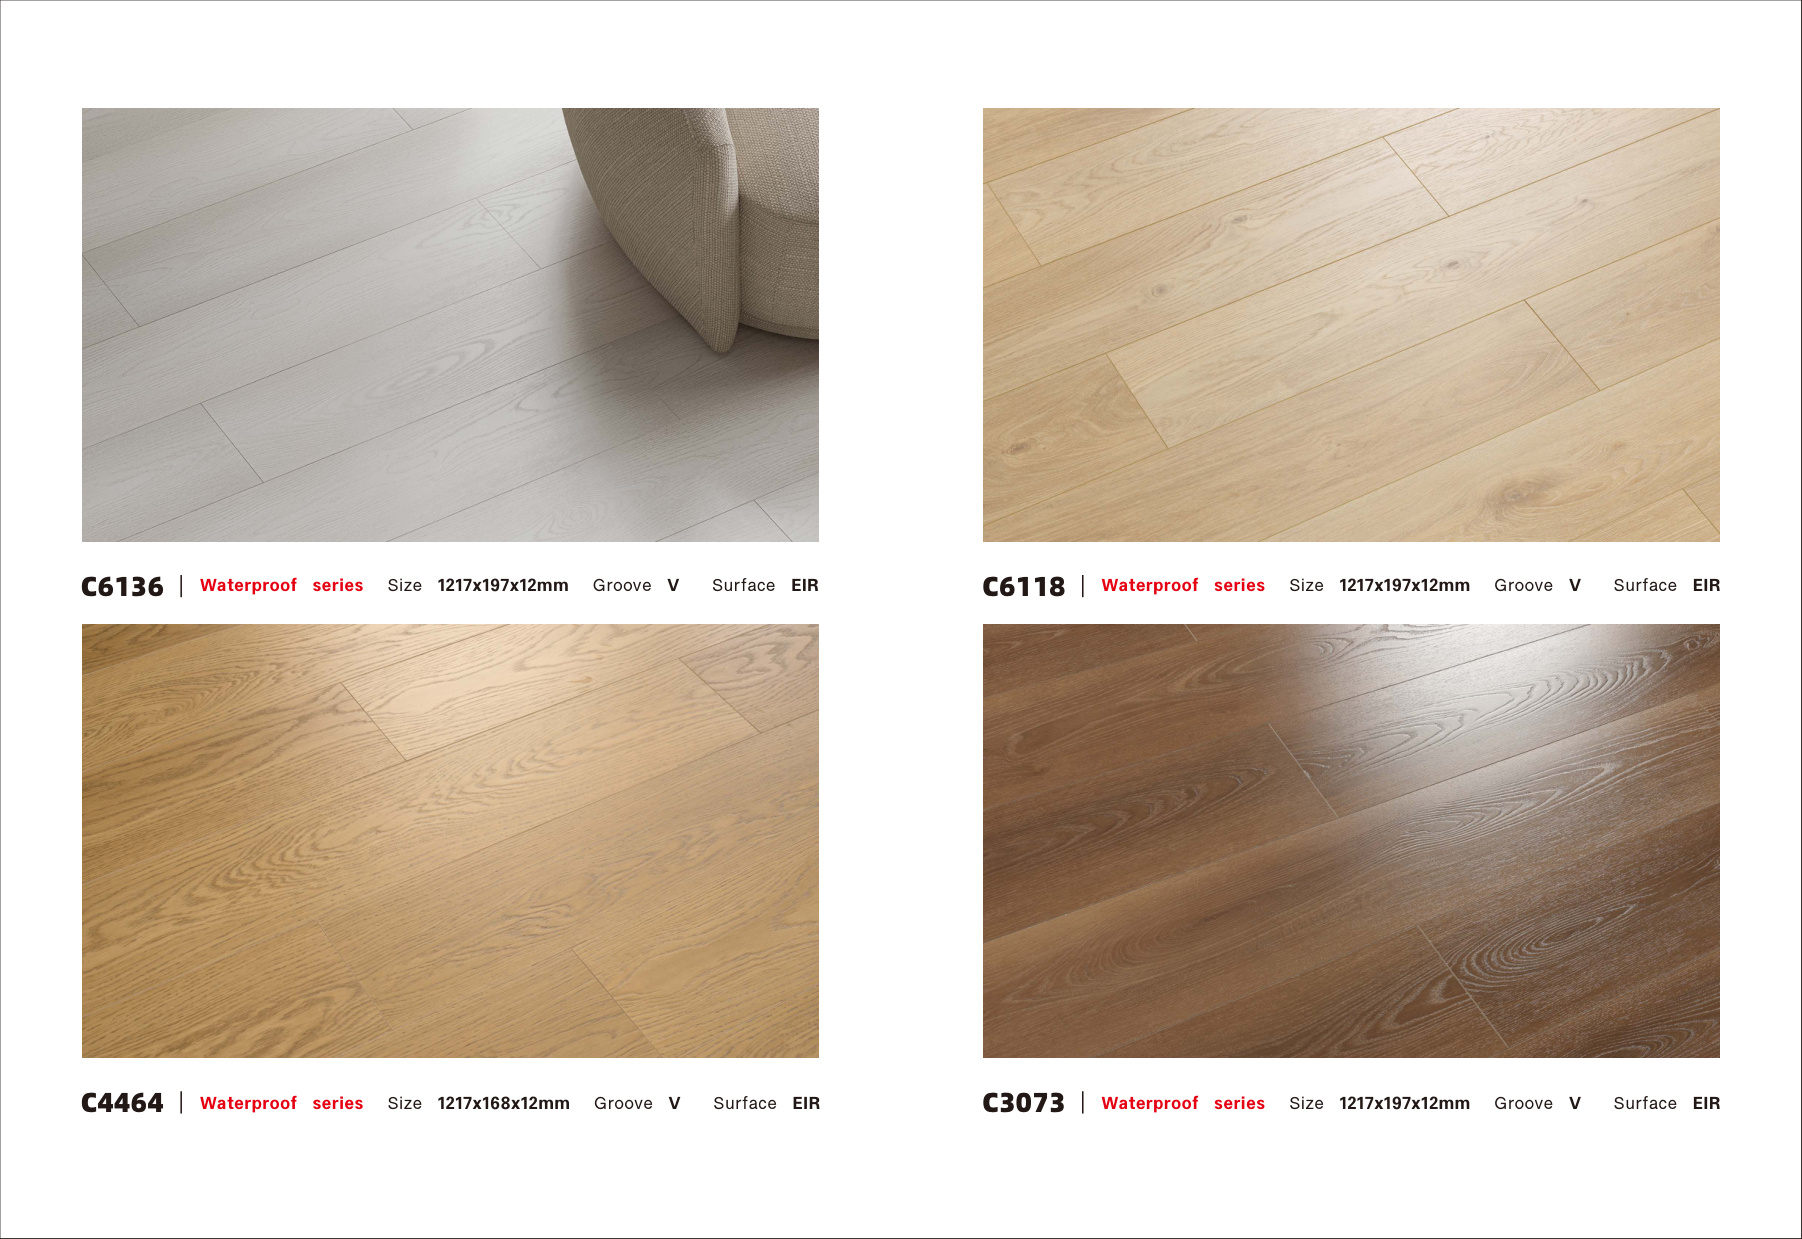 C6136 | Waterproof series Size 1217x197x12mm Groove V Surface EIR
C6118 | Waterproof series Size 1217x197x12mm Groove V Surface EIR
C4464 | Waterproof series Size 1217x168x12mm Groove V Surface EIR
C3073 | Waterproof series Size 1217x197x12mm Groove V Surface EIR